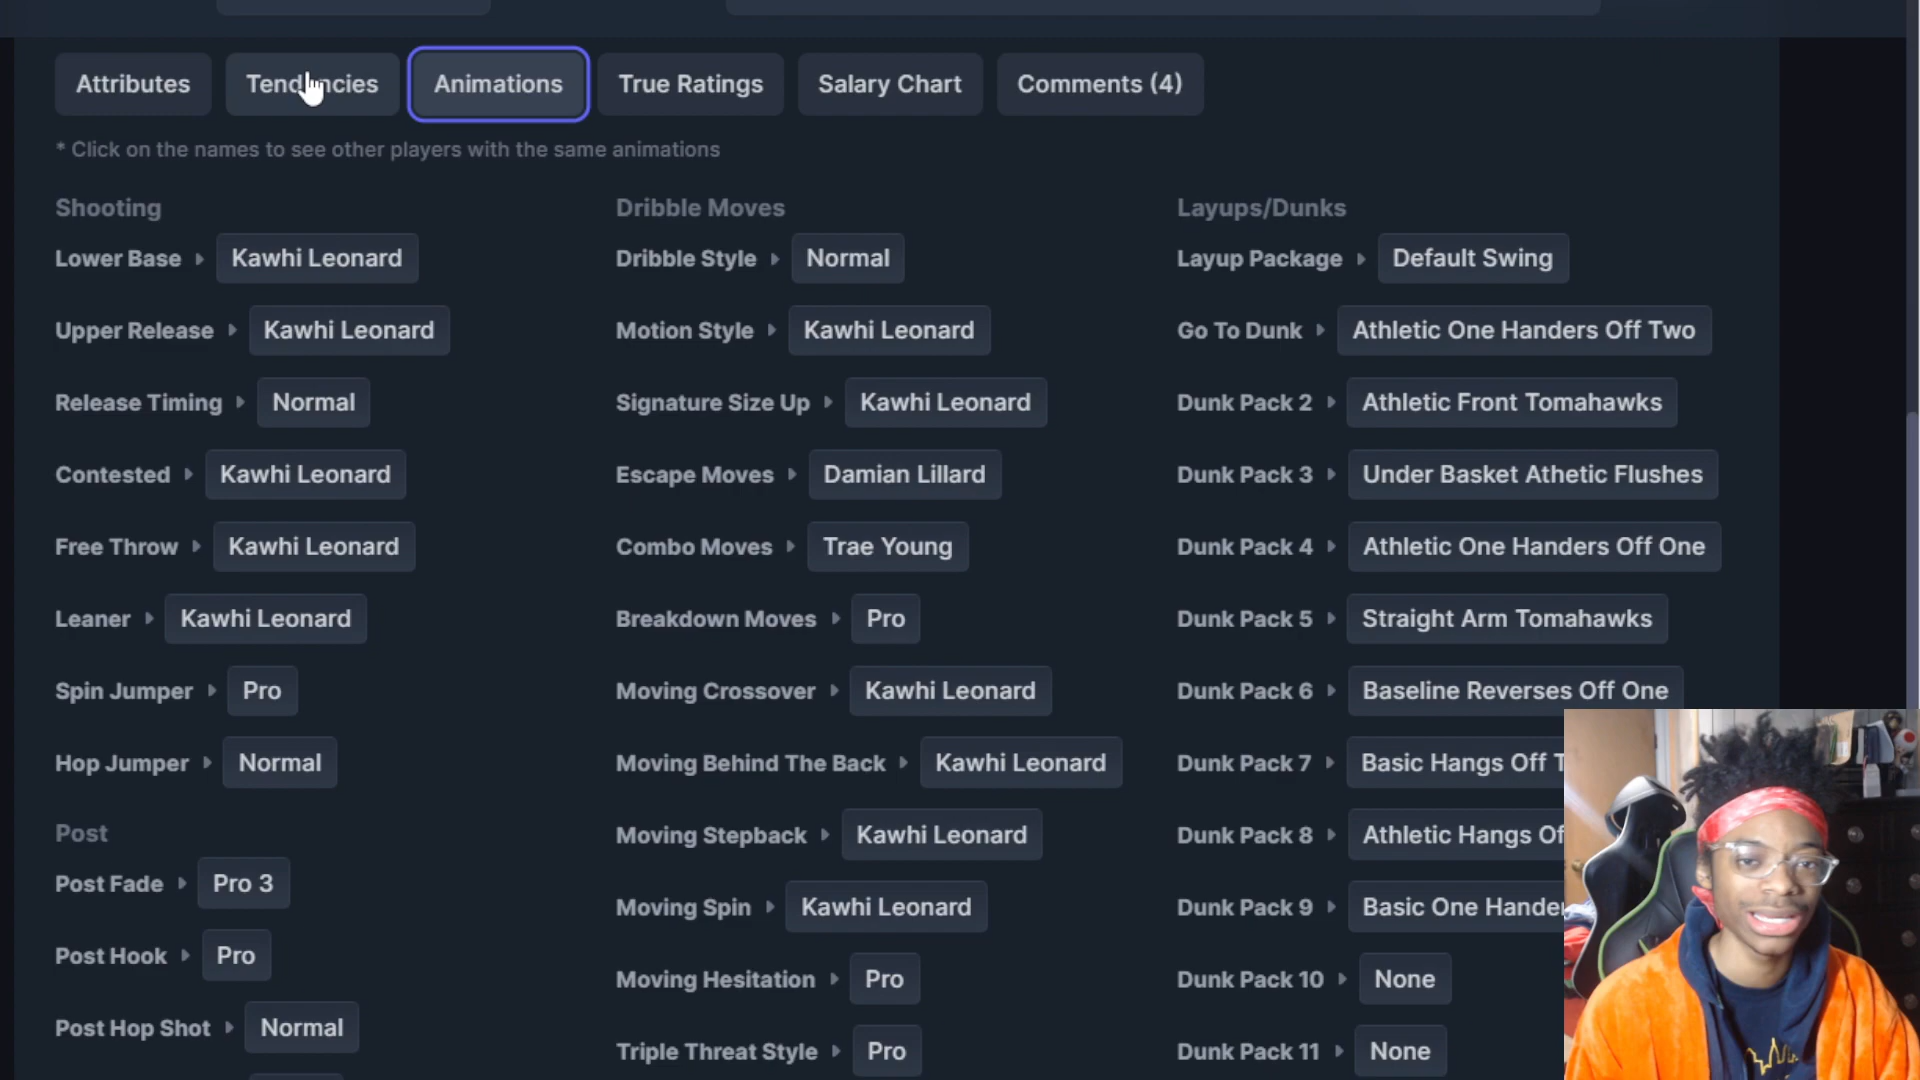 Attributes
Tendencies
Animations
True Ratings
Salary Chart
Comments (4)
* Click on the names to see other players with the same animations
Shooting
Lower Base Kawhi Leonard
Upper Release Kawhi Leonard
Release Timing Normal
Contested Kawhi Leonard
Free Throw Kawhi Leonard
Leaner Kawhi Leonard
Spin Jumper Pro
Hop Jumper Normal
Post
Post Fade Pro 3
Post Hook Pro
Post Hop Shot Normal
Dribble Moves
Dribble Style Normal
Motion Style Kawhi Leonard
Signature Size Up Kawhi Leonard
Escape Moves Damian Lillard
Combo Moves Trae Young
Breakdown Moves Pro
Moving Crossover Kawhi Leonard
Moving Behind The Back Kawhi Leonard
Moving Stepback Kawhi Leonard
Moving Spin Kawhi Leonard
Moving Hesitation Pro
Triple Threat Style Pro
Layups/Dunks
Layup Package Default Swing
Go To Dunk Athletic One Handers Off Two
Dunk Pack 2 Athletic Front Tomahawks
Dunk Pack 3 Under Basket Athetic Flushes
Dunk Pack 4 Athletic One Handers Off One
Dunk Pack 5 Straight Arm Tomahawks
Dunk Pack 6 Baseline Reverses Off One
Dunk Pack 7 Basic Hangs Off
Dunk Pack 8 Athletic Hangs
Dunk Pack 9 Basic One
Dunk Pack 10 None
Dunk Pack 11 None